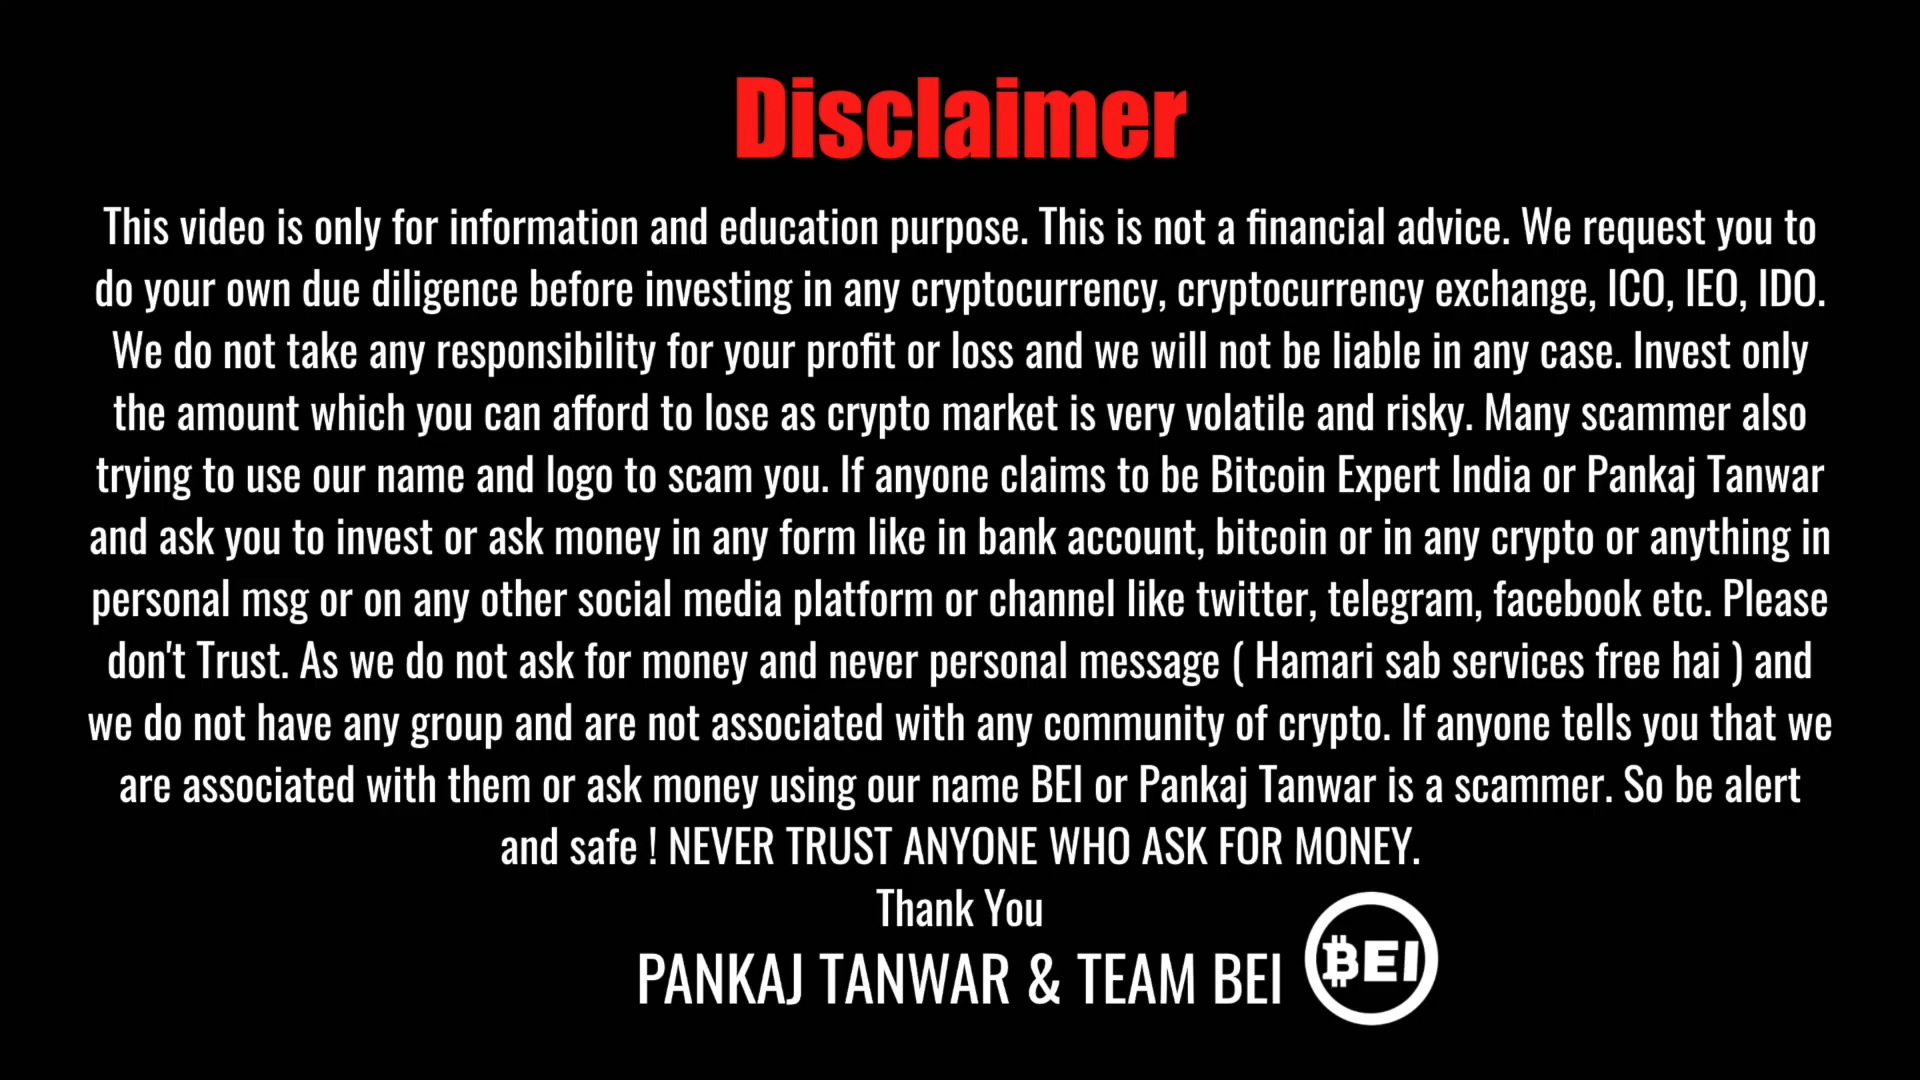 Disclaimer
This video is only for information and education purpose. This is not a financial advice. We request you to
do your own due diligence before investing in any cryptocurrency, cryptocurrency exchange, ICO, IEO, IDO.
We do not take any responsibility for your profit or loss and we will not be liable in any case. Invest only
the amount which you can afford to lose as crypto market is very volatile and risky. Many scammer also
trying to use our name and logo to scam you. If anyone claims to be Bitcoin Expert India or Pankaj Tanwar
and ask you to invest or ask money in any form like in bank account, bitcoin or in any crypto or anything in
personal msg or on any other social media platform or channel like twitter, telegram, facebook etc. Please
don't Trust. As we do not ask for money and never personal message ( Hamari sab services free hai ) and
we do not have any group and are not associated with any community of crypto. If anyone tells you that we
are associated with them or ask money using our name BEI or Pankaj Tanwar is a scammer. So be alert
and safe ! NEVER TRUST ANYONE WHO ASK FOR MONEY.
Thank You
PANKAJ TANWAR & TEAM BEI
BEI